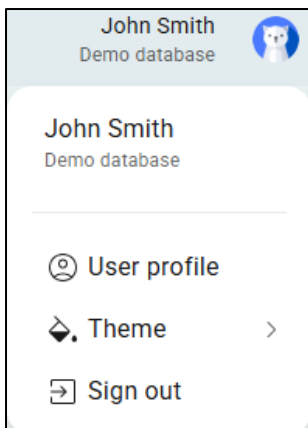 John Smith
Demo database
John Smith
Demo database
User profile
Theme
Sign out